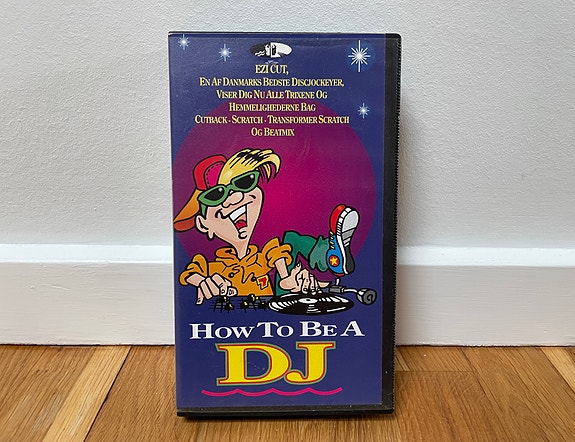 EZI CUT,
EN AF DANMARKS BEDSTE DISCJOCKEYER,
VISER DIG NU ALLE TRIXENE OG
HEMMELIGHEDERNE BAG
CUTBACK - SCRATCH - TRANSFORMER SCRATCH
OG BEATMIX
HOW TO BE A
DJ